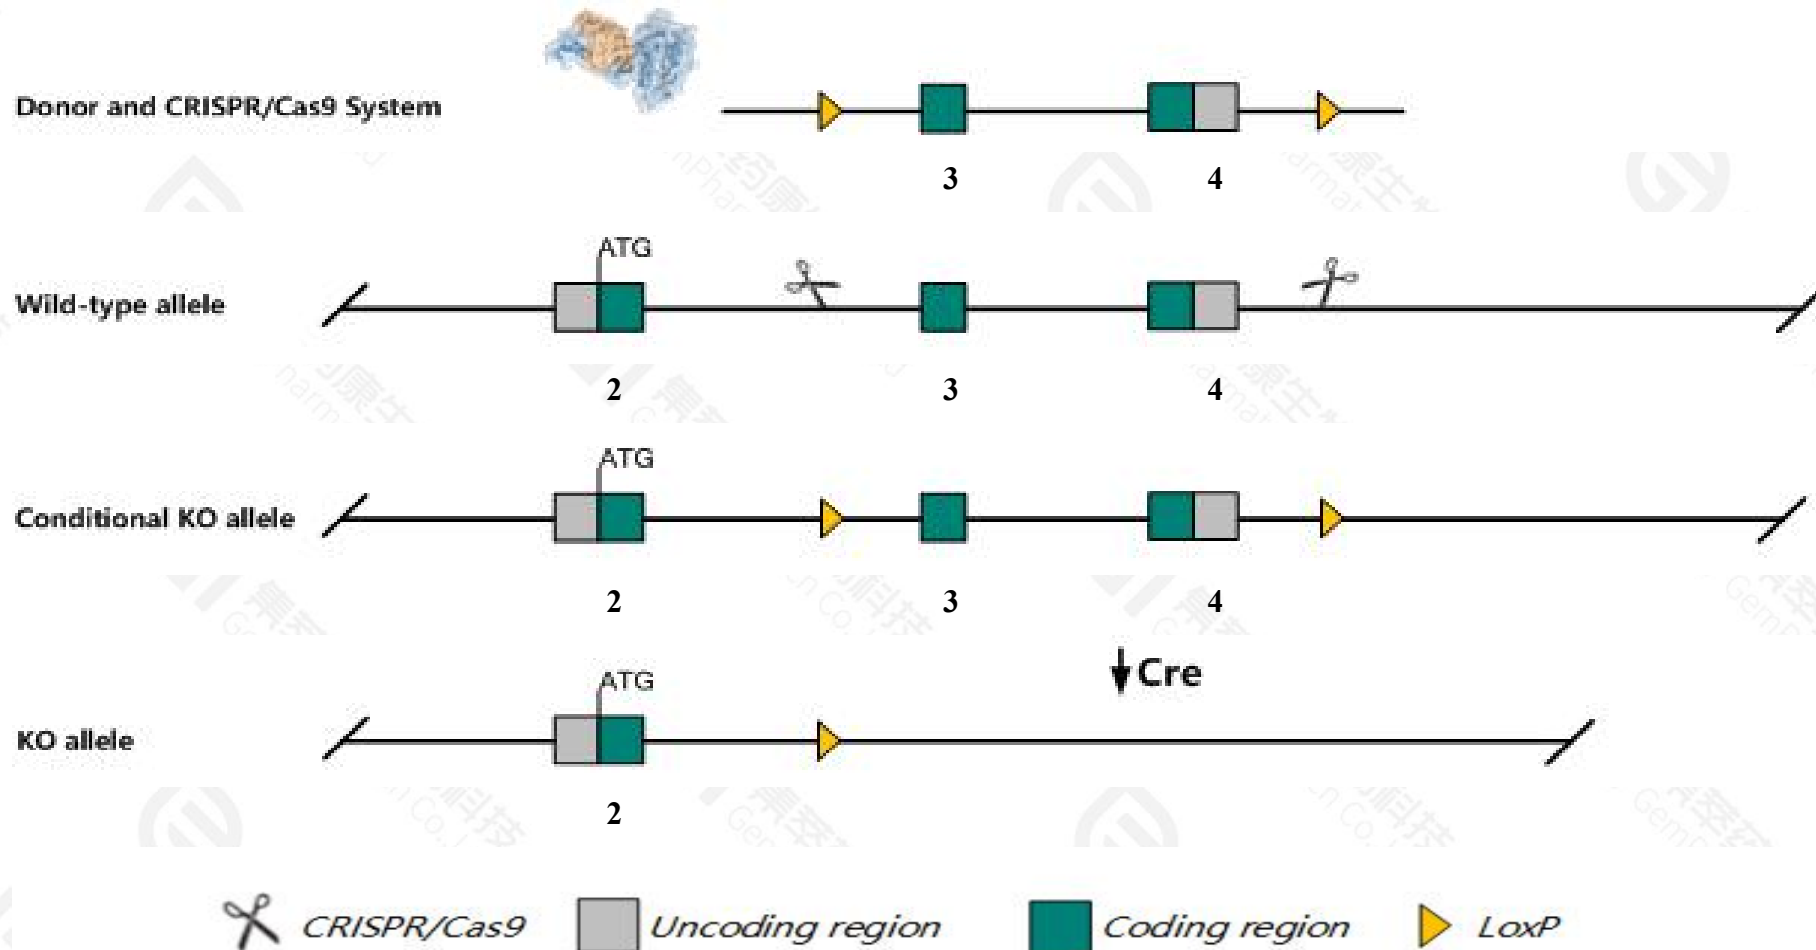 Donor and CRISPR/Cas9 System
3 4
ATG
Wild-type allele
2 3 4
ATG
Conditional KO allele
2 3 4
Cre
ATG
KO allele
2
CRISPR/Cas9 Uncoding region Coding region LoxP